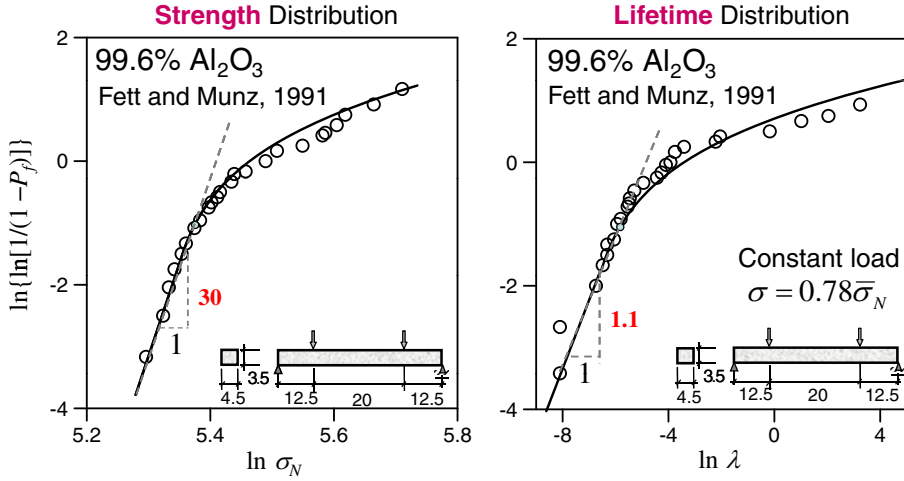 Strength Distribution
99.6% Al₂O₃
Fett and Munz, 1991
ln{ln[1/(1 −P_f)]}
2
0
-2
-4
30
1
3.5
4.5
12.5
20
12.5
5.2
5.4
5.6
5.8
ln σ_N
Lifetime Distribution
99.6% Al₂O₃
Fett and Munz, 1991
2
0
-2
-4
Constant load
σ = 0.78σ̅_N
1.1
1
3.5
4.5
12.5
20
12.5
-8
-4
0
4
ln λ